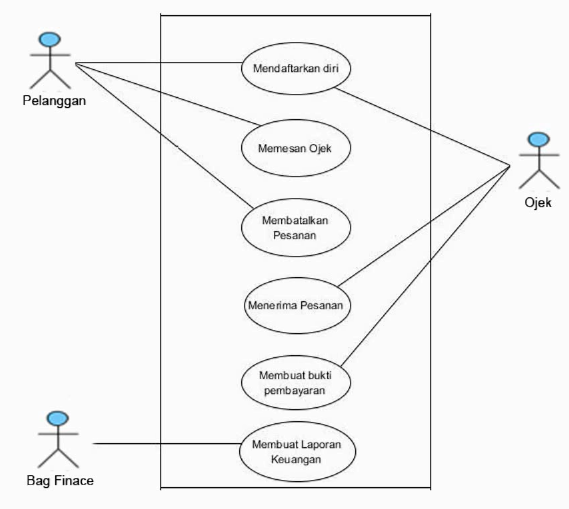 Pelanggan
Mendaftarkan diri
Memesan Ojek
Membatalkan
Pesanan
Ojek
Menerima Pesanan
Membuat bukti
pembayaran
Membuat Laporan
Keuangan
Bag Finace